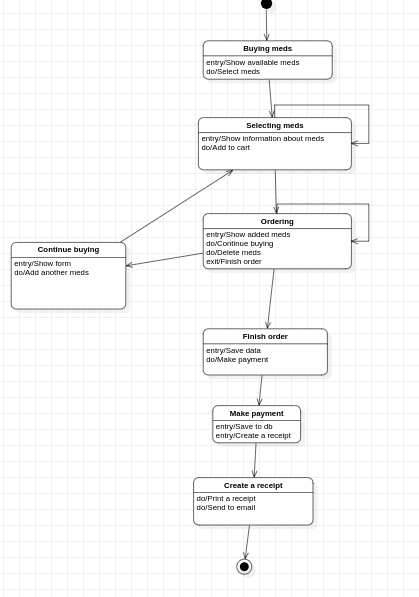 Buying meds
entry/Show available meds
do/Select meds
Selecting meds
entry/Show information about meds
do/Add to cart
Ordering
entry/Show added meds
do/Continue buying
do/Delete meds
exit/Finish order
Continue buying
entry/Show form
do/Add another meds
Finish order
entry/Save data
do/Make payment
Make payment
entry/Save to db
entry/Create a receipt
Create a receipt
do/Print a receipt
do/Send to email